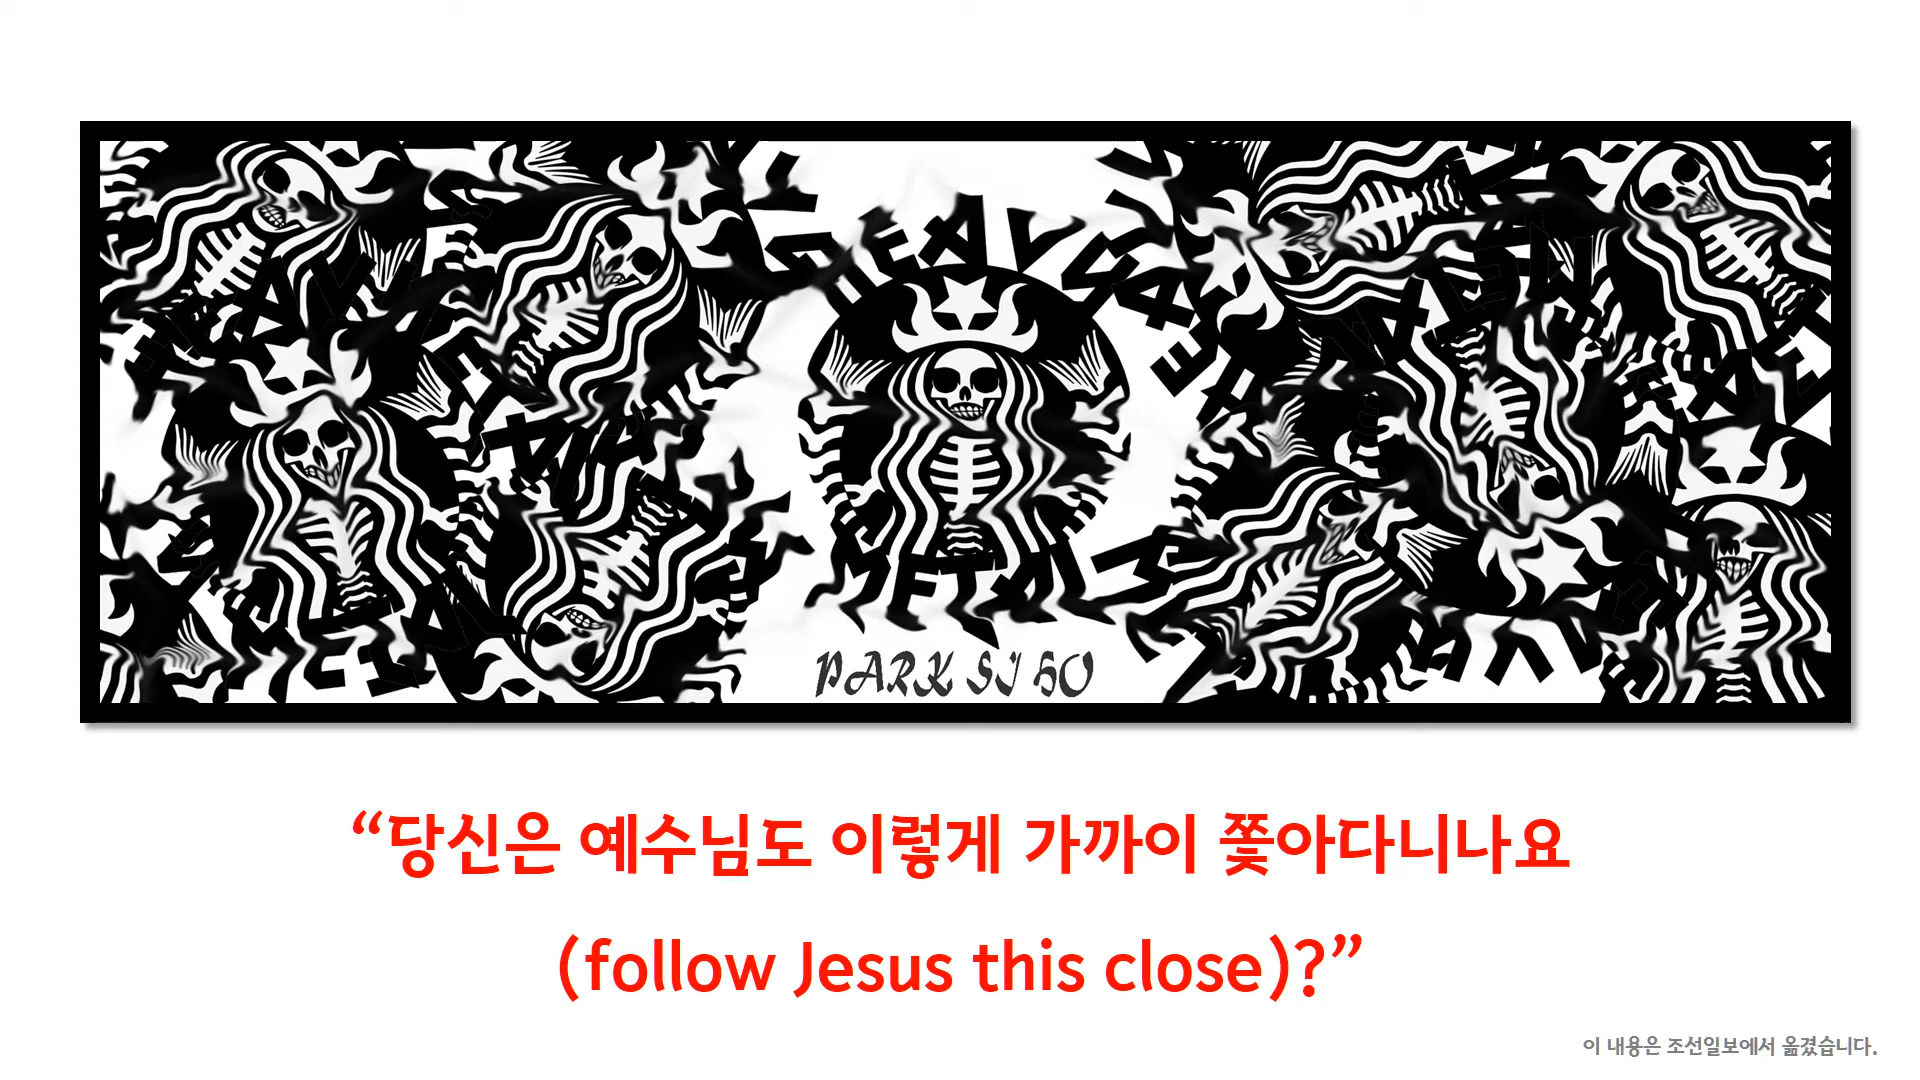 HEAVY
METAL
PARK SI HO
“당신은 예수님도 이렇게 가까이 쫓아다니나요
(follow Jesus this close)?”
이 내용은 조선일보에서 옮겼습니다.